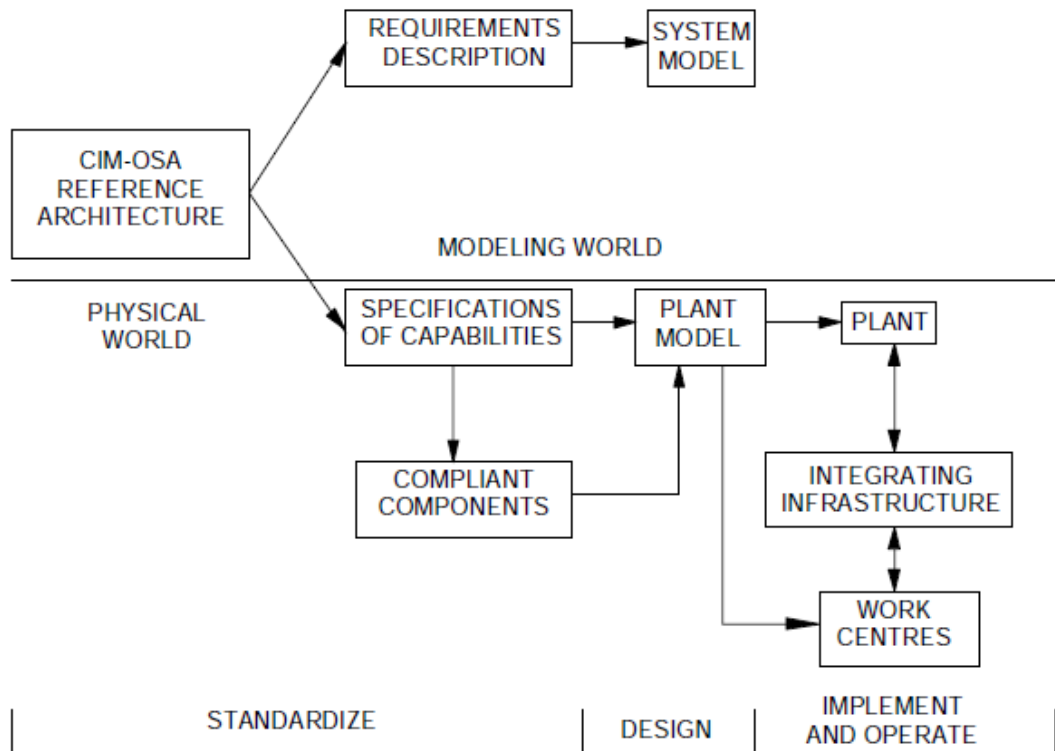 REQUIREMENTS
DESCRIPTION
SYSTEM
MODEL
CIM-OSA
REFERENCE
ARCHITECTURE
MODELING WORLD
PHYSICAL
WORLD
SPECIFICATIONS
OF CAPABILITIES
PLANT
MODEL
PLANT
COMPLIANT
COMPONENTS
INTEGRATING
INFRASTRUCTURE
WORK
CENTRES
STANDARDIZE
DESIGN
IMPLEMENT
AND OPERATE